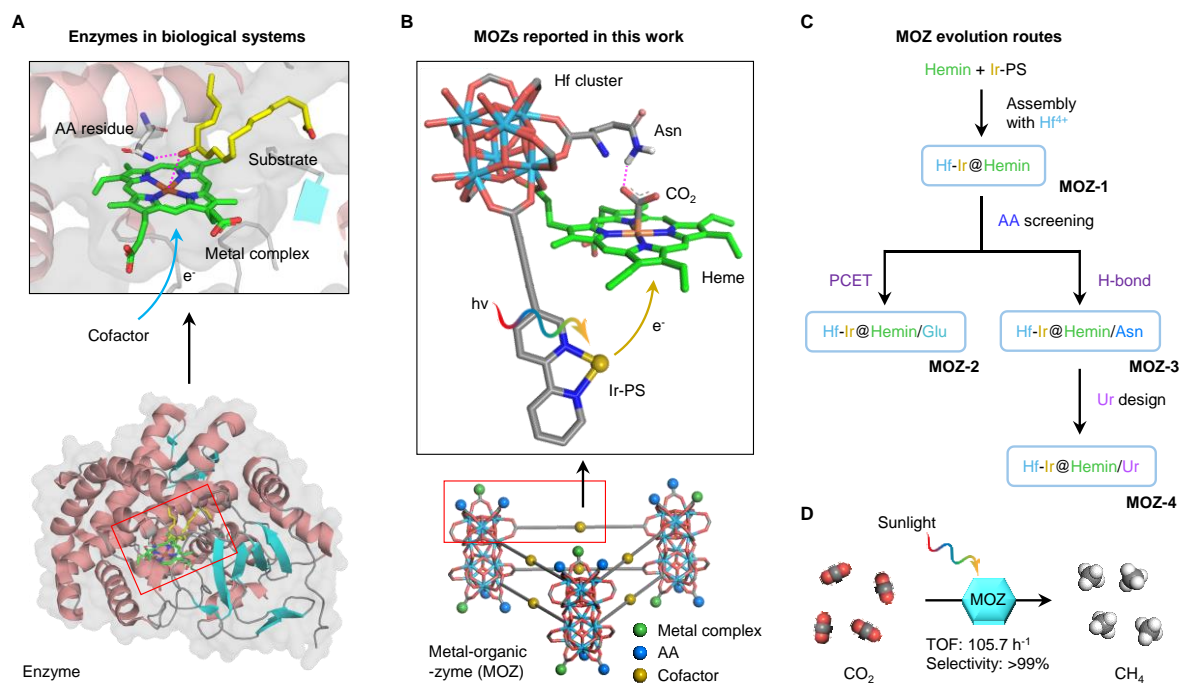 A
Enzymes in biological systems
AA residue
Substrate
Metal complex
e-
Cofactor
Enzyme
B
MOZs reported in this work
Hf cluster
Asn
CO2
Heme
hv
e-
Ir-PS
Metal-organic
-zyme (MOZ)
Metal complex
AA
Cofactor
C
MOZ evolution routes
Hemin + Ir-PS
Assembly
with Hf4+
Hf-Ir@Hemin
MOZ-1
AA screening
PCET
H-bond
Hf-Ir@Hemin/Glu
Hf-Ir@Hemin/Asn
MOZ-2
MOZ-3
Ur design
Hf-Ir@Hemin/Ur
MOZ-4
D
Sunlight
MOZ
TOF: 105.7 h-1
Selectivity: >99%
CO2
CH4